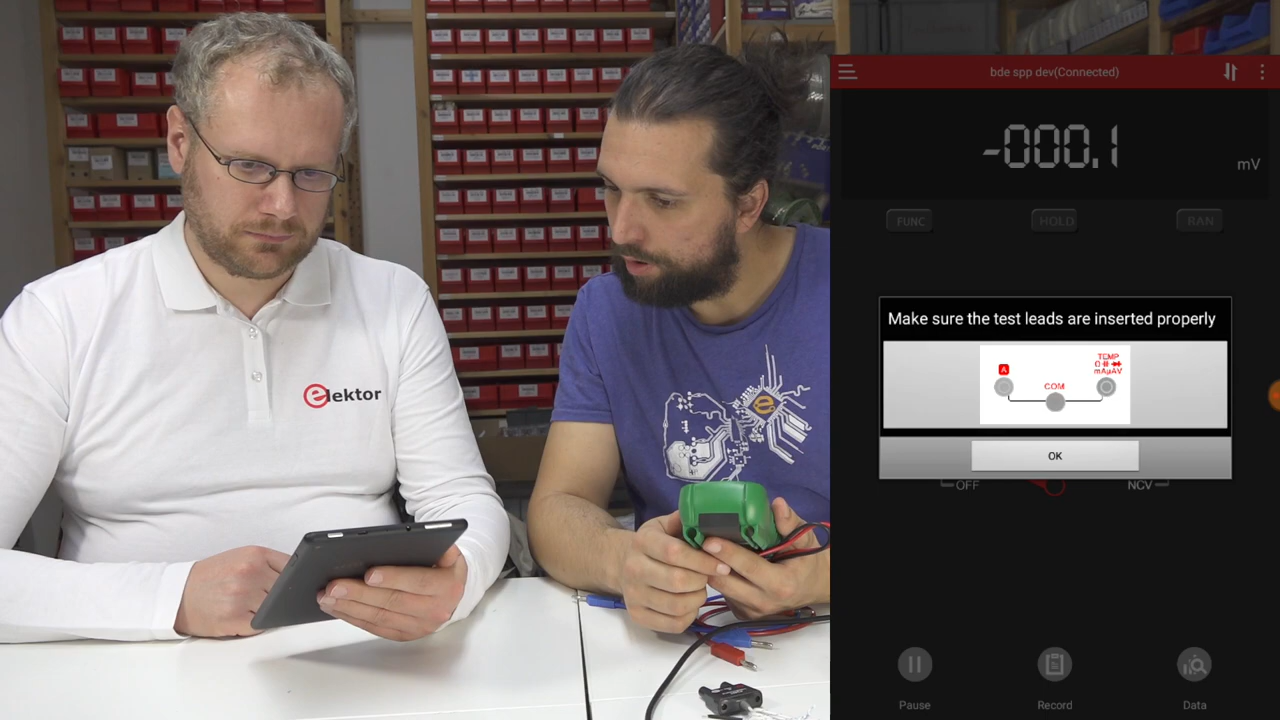 elektor
e
bde spp dev(Connected)
-000.1
mV
FUNC
HOLD
RAN
Make sure the test leads are inserted properly
A
COM
TEMP
Ω
mAµAV
OK
OFF
NCV
Pause
Record
Data